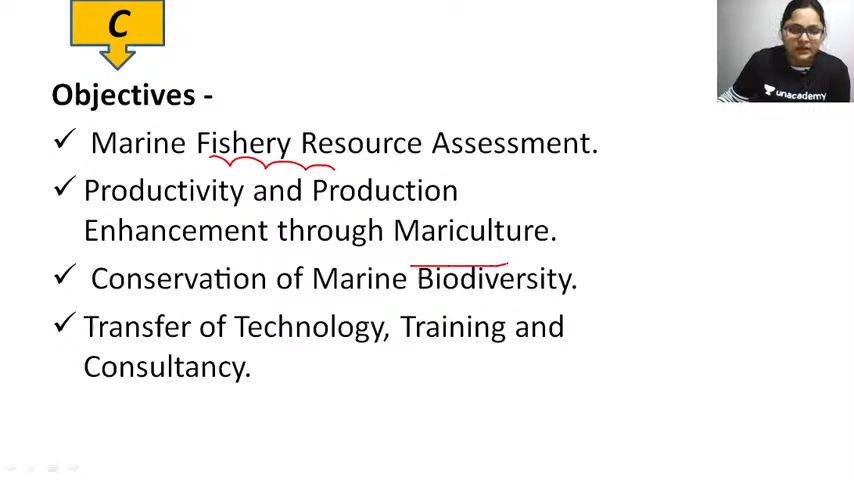 C
unacademy
Objectives -
✓ Marine Fishery Resource Assessment.
✓ Productivity and Production
Enhancement through Mariculture.
✓ Conservation of Marine Biodiversity.
✓ Transfer of Technology, Training and
Consultancy.